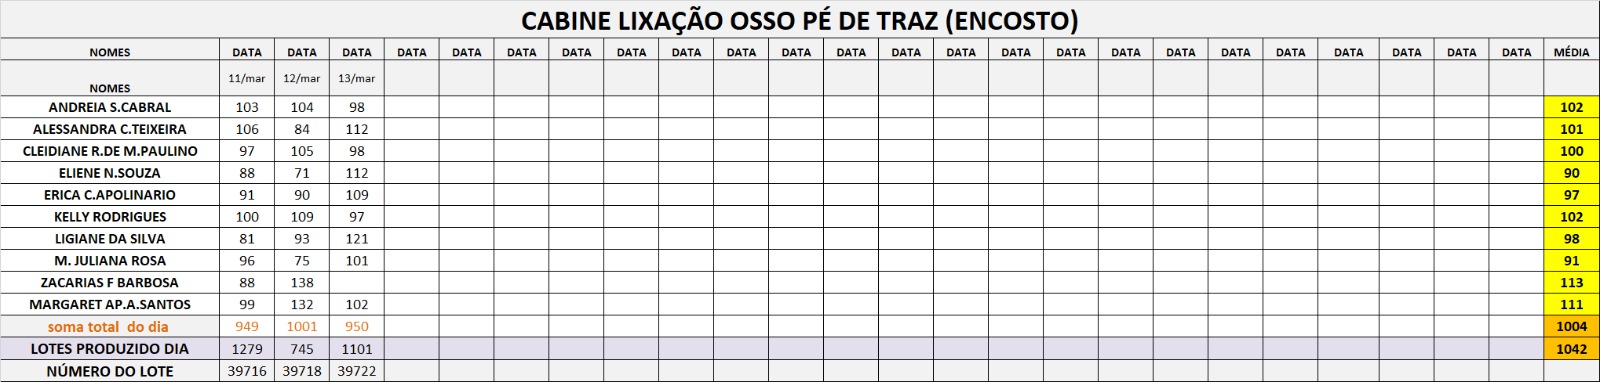 CABINE LIXAÇÃO OSSO PÉ DE TRAZ (ENCOSTO)
NOMES DATA DATA DATA DATA DATA DATA DATA DATA DATA DATA DATA DATA DATA DATA DATA DATA DATA DATA DATA DATA DATA DATA DATA DATA MÉDIA
NOMES 11/mar 12/mar 13/mar
ANDREIA S.CABRAL 103 104 98 102
ALESSANDRA C.TEIXEIRA 106 84 112 101
CLEIDIANE R.DE M.PAULINO 97 105 98 100
ELIENE N.SOUZA 88 71 112 90
ERICA C.APOLINARIO 91 90 109 97
KELLY RODRIGUES 100 109 97 102
LIGIANE DA SILVA 81 93 121 98
M. JULIANA ROSA 96 75 101 91
ZACARIAS F BARBOSA 88 138 113
MARGARET AP.A.SANTOS 99 132 102 111
soma total do dia 949 1001 950 1004
LOTES PRODUZIDO DIA 1279 745 1101 1042
NÚMERO DO LOTE 39716 39718 39722